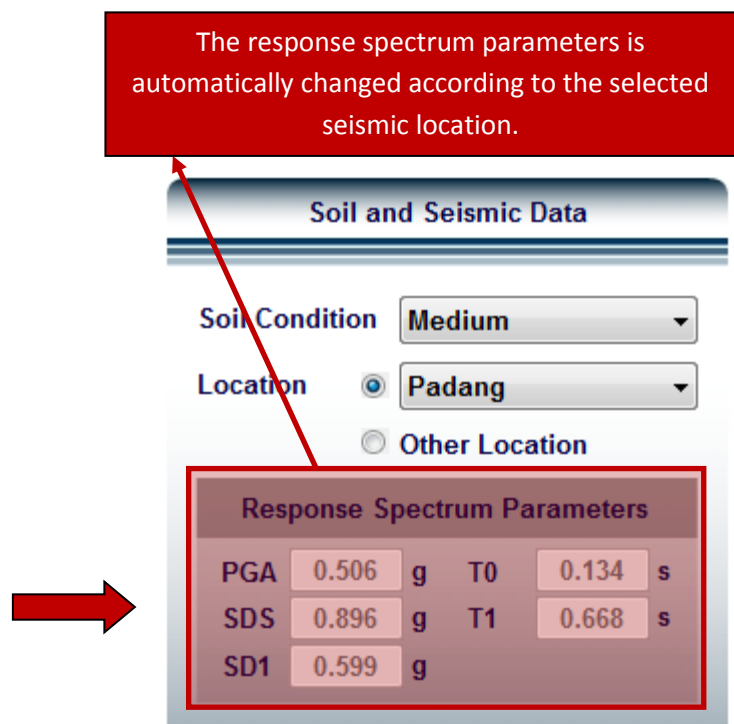 The response spectrum parameters is
automatically changed according to the selected
seismic location.
Soil and Seismic Data
Soil Condition Medium
Location Padang
Other Location
Response Spectrum Parameters
PGA 0.506 g T0 0.134 s
SDS 0.896 g T1 0.668 s
SD1 0.599 g